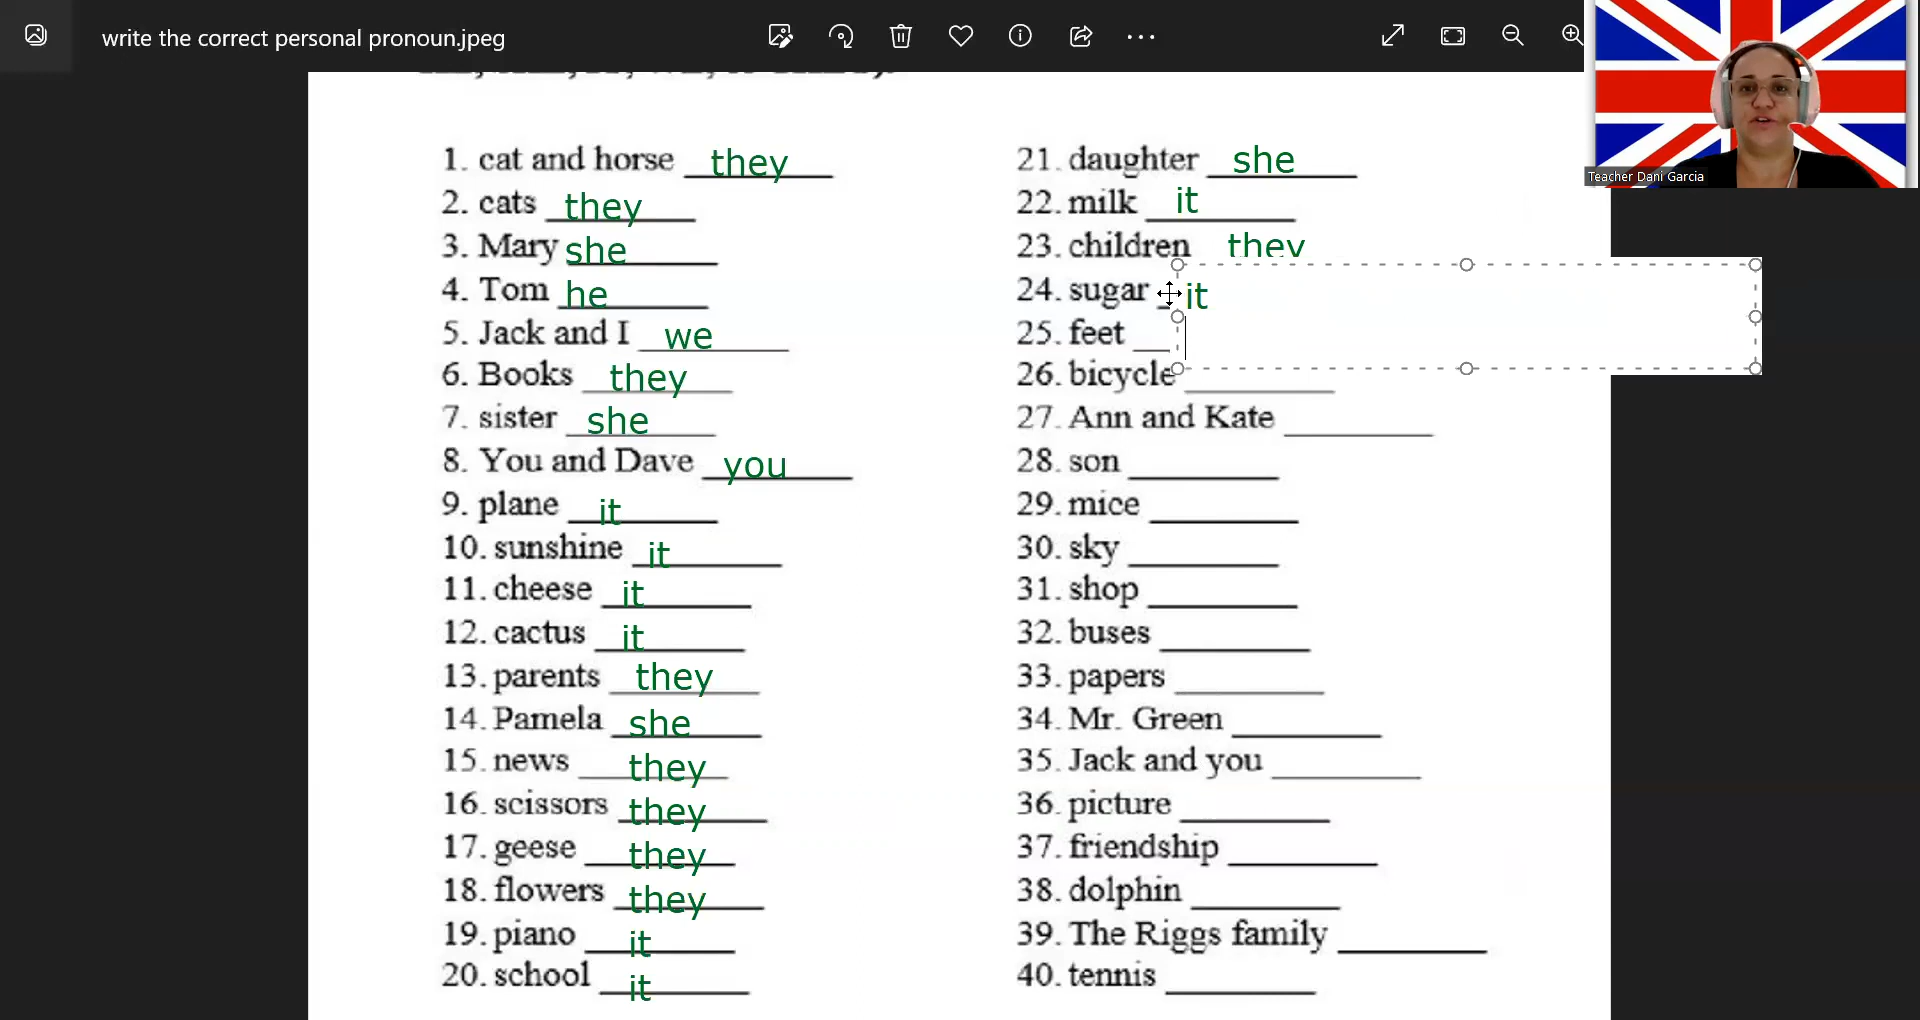 write the correct personal pronoun.jpeg
Teacher Dani Garcia
1. cat and horse they
2. cats they
3. Mary she
4. Tom he
5. Jack and I we
6. Books they
7. sister she
8. You and Dave you
9. plane it
10. sunshine it
11. cheese it
12. cactus it
13. parents they
14. Pamela she
15. news they
16. scissors they
17. geese they
18. flowers they
19. piano it
20. school it
21. daughter she
22. milk it
23. children they
24. sugar it
25. feet
26. bicycle
27. Ann and Kate
28. son
29. mice
30. sky
31. shop
32. buses
33. papers
34. Mr. Green
35. Jack and you
36. picture
37. friendship
38. dolphin
39. The Riggs family
40. tennis